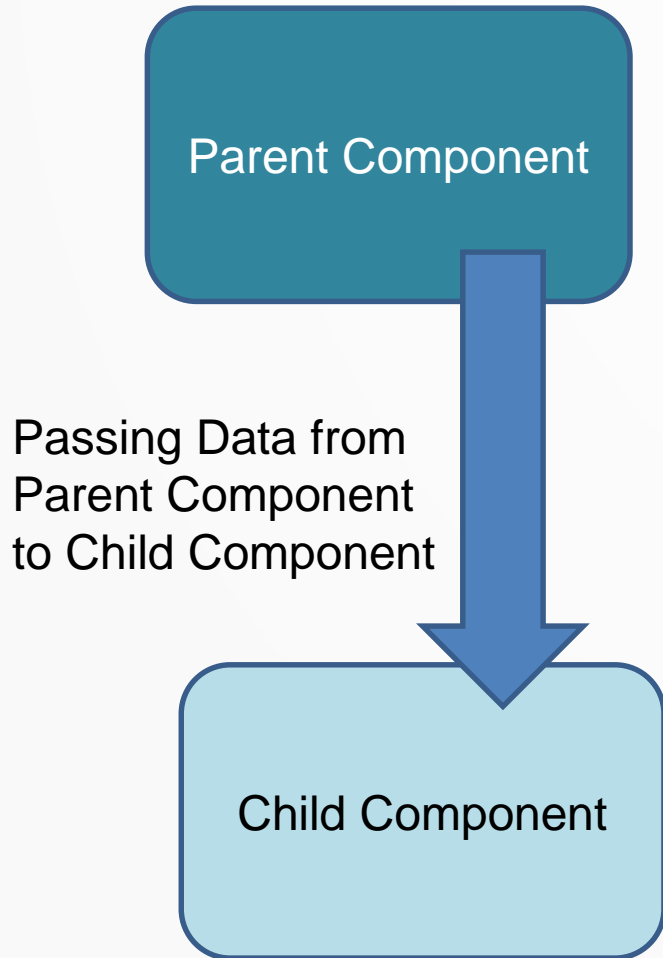 Parent Component
Passing Data from
Parent Component
to Child Component
Child Component